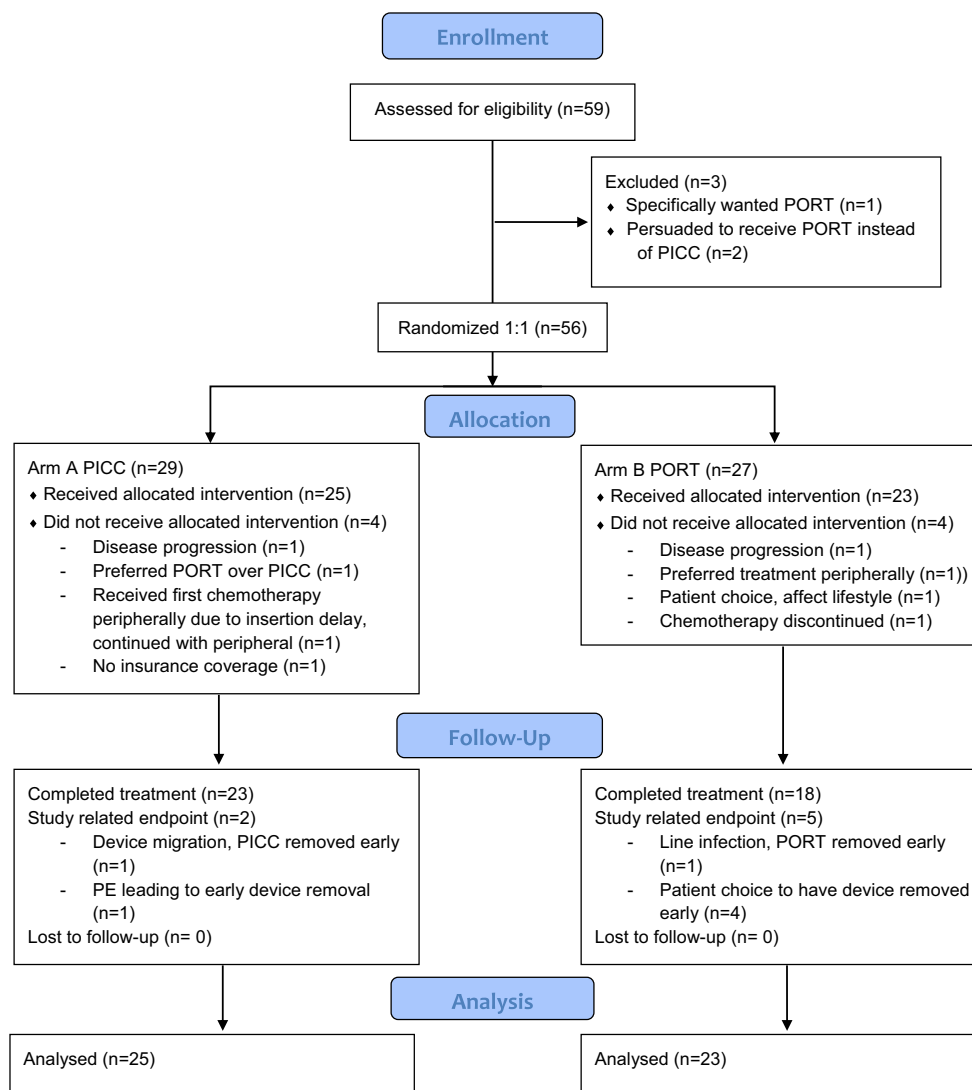 Enrollment
Assessed for eligibility (n=59)
Excluded (n=3)
♦ Specifically wanted PORT (n=1)
♦ Persuaded to receive PORT instead
of PICC (n=2)
Randomized 1:1 (n=56)
Allocation
Arm A PICC (n=29)
♦ Received allocated intervention (n=25)
♦ Did not receive allocated intervention (n=4)
- Disease progression (n=1)
- Preferred PORT over PICC (n=1)
- Received first chemotherapy
peripherally due to insertion delay,
continued with peripheral (n=1)
- No insurance coverage (n=1)
Arm B PORT (n=27)
♦ Received allocated intervention (n=23)
♦ Did not receive allocated intervention (n=4)
- Disease progression (n=1)
- Preferred treatment peripherally (n=1))
- Patient choice, affect lifestyle (n=1)
- Chemotherapy discontinued (n=1)
Follow-Up
Completed treatment (n=23)
Study related endpoint (n=2)
- Device migration, PICC removed early
(n=1)
- PE leading to early device removal
(n=1)
Lost to follow-up (n= 0)
Completed treatment (n=18)
Study related endpoint (n=5)
- Line infection, PORT removed early
(n=1)
- Patient choice to have device removed
early (n=4)
Lost to follow-up (n= 0)
Analysis
Analysed (n=25)
Analysed (n=23)